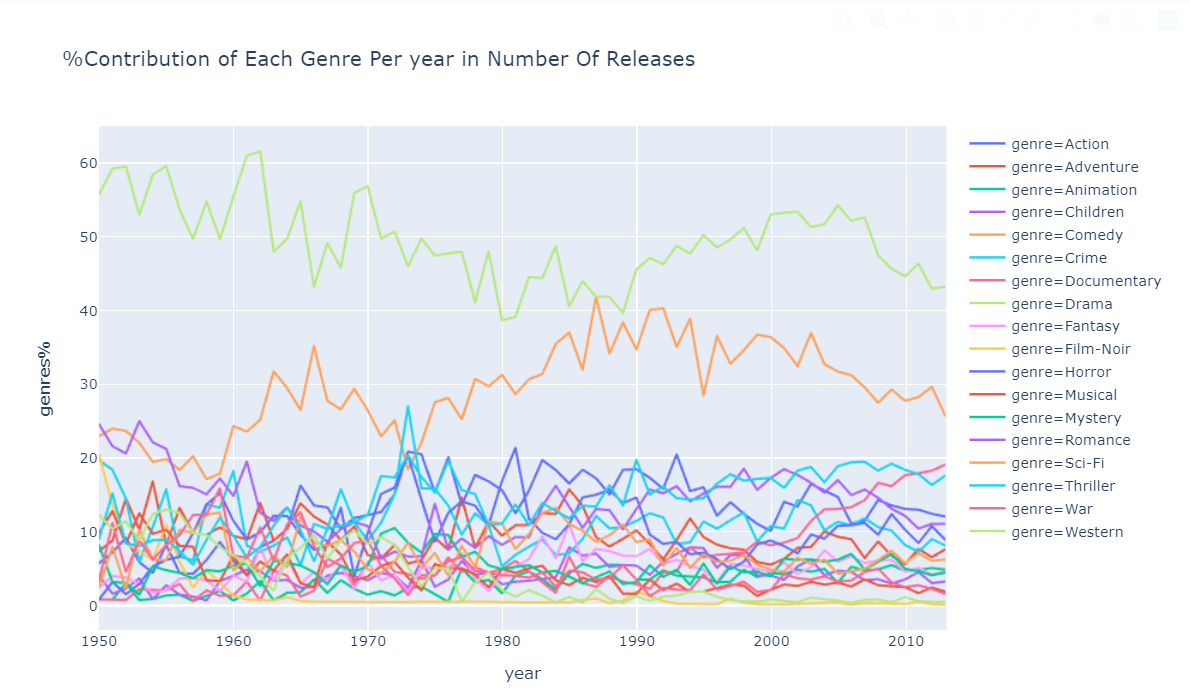 %Contribution of Each Genre Per year in Number Of Releases
genres%
60
50
40
30
20
10
0
1950
1960
1970
1980
1990
2000
2010
year
genre=Action
genre=Adventure
genre=Animation
genre=Children
genre=Comedy
genre=Crime
genre=Documentary
genre=Drama
genre=Fantasy
genre=Film-Noir
genre=Horror
genre=Musical
genre=Mystery
genre=Romance
genre=Sci-Fi
genre=Thriller
genre=War
genre=Western